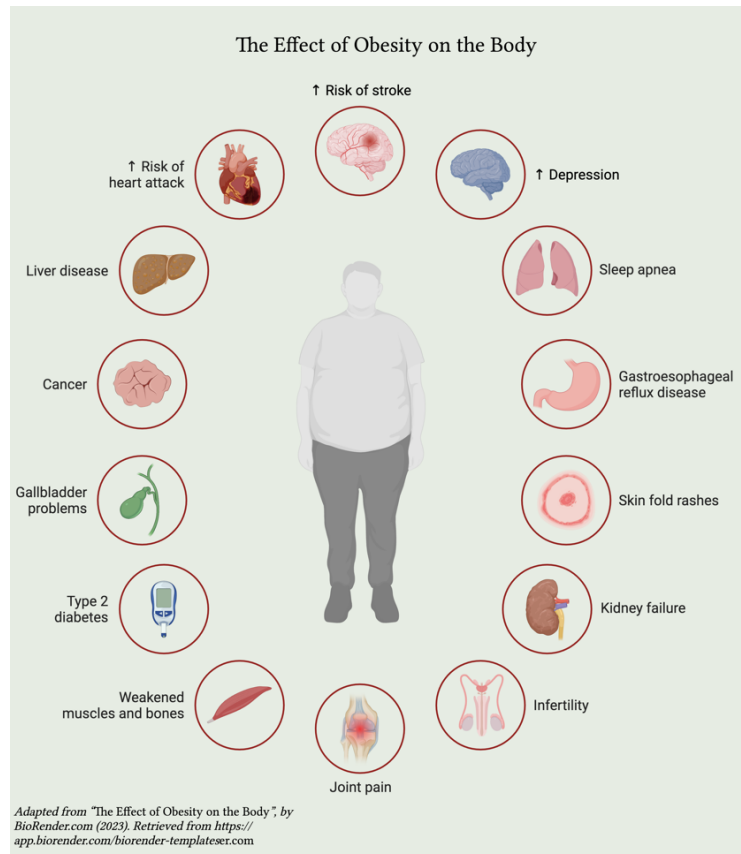 The Effect of Obesity on the Body
↑ Risk of stroke
↑ Risk of
heart attack
↑ Depression
Liver disease
Sleep apnea
Cancer
Gastroesophageal
reflux disease
Gallbladder
problems
Skin fold rashes
Type 2
diabetes
Kidney failure
Weakened
muscles and bones
Infertility
Joint pain
Adapted from “The Effect of Obesity on the Body”, by
BioRender.com (2023). Retrieved from https://
app.biorender.com/biorender-templateser.com